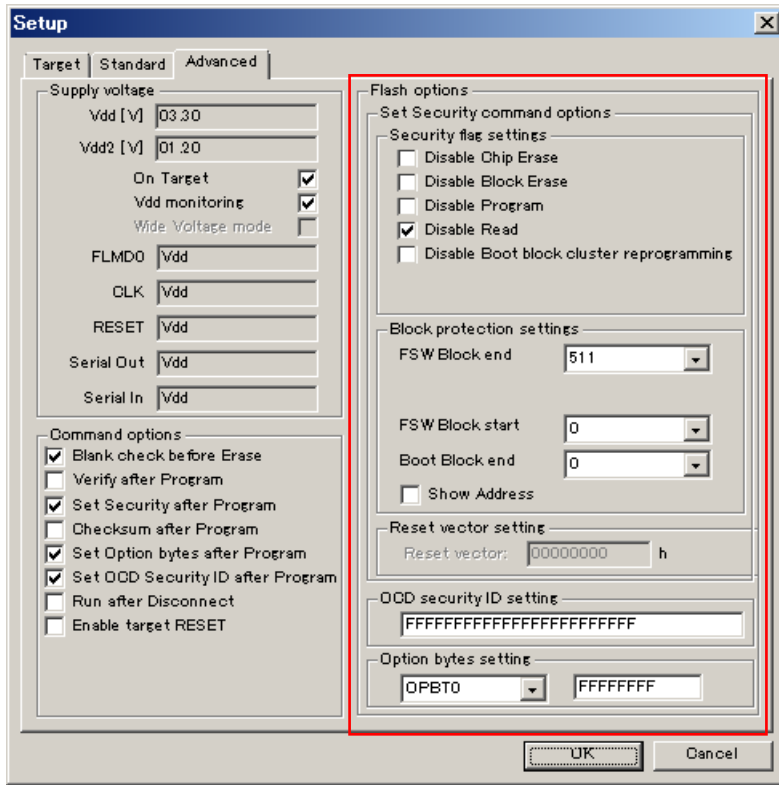 Setup
Target
Standard
Advanced
Supply voltage
Vdd [V] 03.30
Vdd2 [V] 01.20
On Target
Vdd monitoring
Wide Voltage mode
FLMD0 Vdd
CLK Vdd
RESET Vdd
Serial Out Vdd
Serial In Vdd
Command options
Blank check before Erase
Verify after Program
Set Security after Program
Checksum after Program
Set Option bytes after Program
Set OCD Security ID after Program
Run after Disconnect
Enable target RESET
Flash options
Set Security command options
Security flag settings
Disable Chip Erase
Disable Block Erase
Disable Program
Disable Read
Disable Boot block cluster reprogramming
Block protection settings
FSW Block end 511
FSW Block start 0
Boot Block end 0
Show Address
Reset vector setting
Reset vector: 00000000 h
OCD security ID setting
FFFFFFFFFFFFFFFFFFFFFFFF
Option bytes setting
OPBT0 FFFFFFFF
OK
Cancel